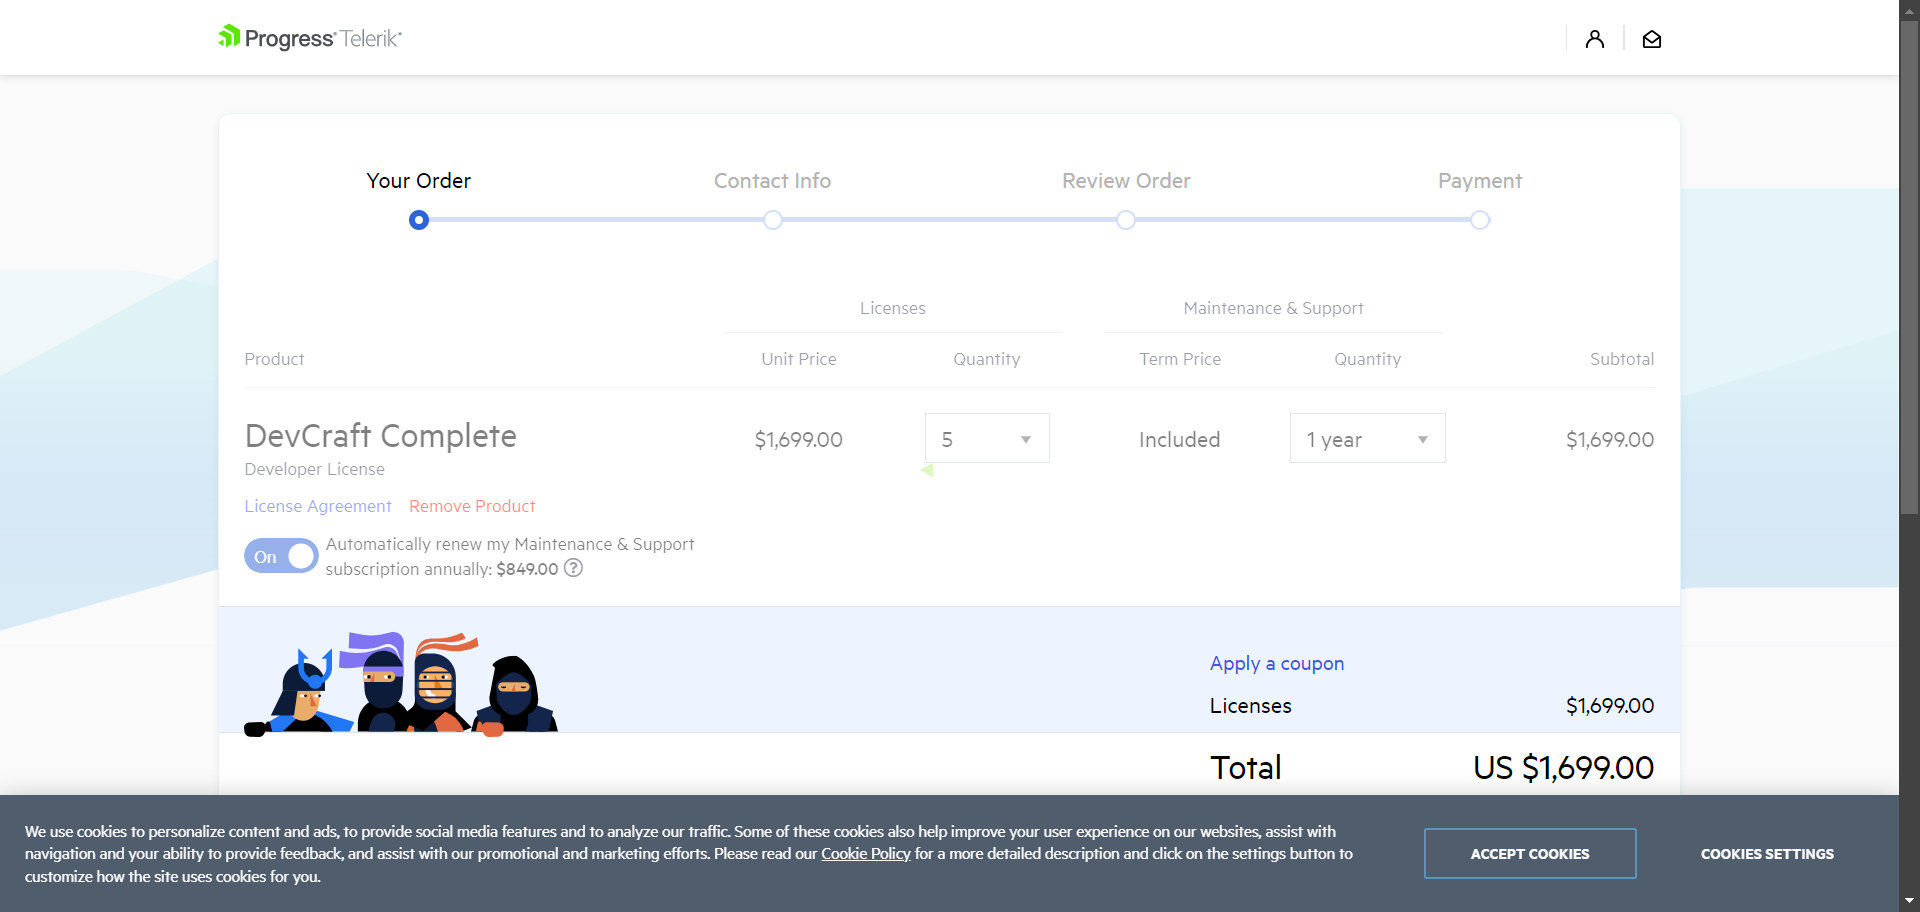 Progress Telerik
Your Order
Contact Info
Review Order
Payment
Licenses
Maintenance & Support
Product
Unit Price
Quantity
Term Price
Quantity
Subtotal
DevCraft Complete
$1,699.00
5
Included
1 year
$1,699.00
Developer License
License Agreement
Remove Product
On
Automatically renew my Maintenance & Support
subscription annually: $849.00 ?
Apply a coupon
Licenses
$1,699.00
Total
US $1,699.00
We use cookies to personalize content and ads, to provide social media features and to analyze our traffic. Some of these cookies also help improve your user experience on our websites, assist with
navigation and your ability to provide feedback, and assist with our promotional and marketing efforts. Please read our Cookie Policy for a more detailed description and click on the settings button to
customize how the site uses cookies for you.
ACCEPT COOKIES
COOKIES SETTINGS